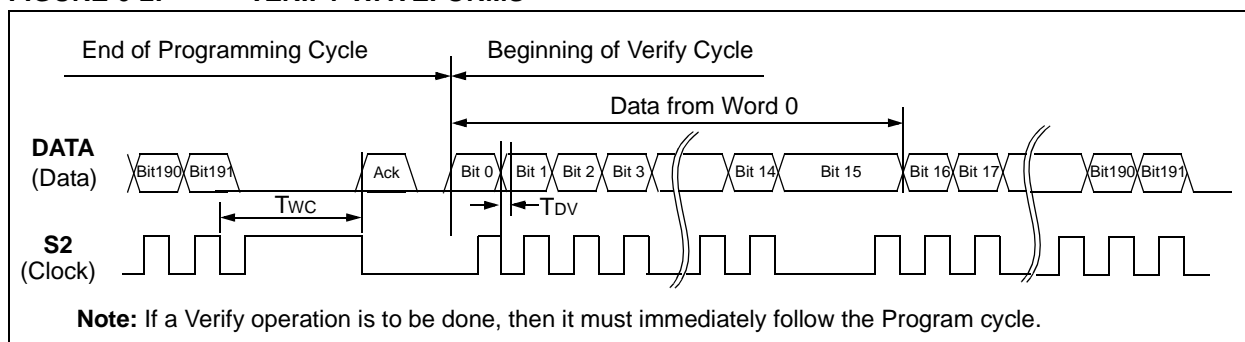 End of Programming Cycle
Beginning of Verify Cycle
Data from Word 0
DATA
(Data)
Bit190 Bit191 Ack Bit 0 Bit 1 Bit 2 Bit 3 Bit 14 Bit 15 Bit 16 Bit 17 Bit190 Bit191
TWC
TDV
S2
(Clock)
Note: If a Verify operation is to be done, then it must immediately follow the Program cycle.